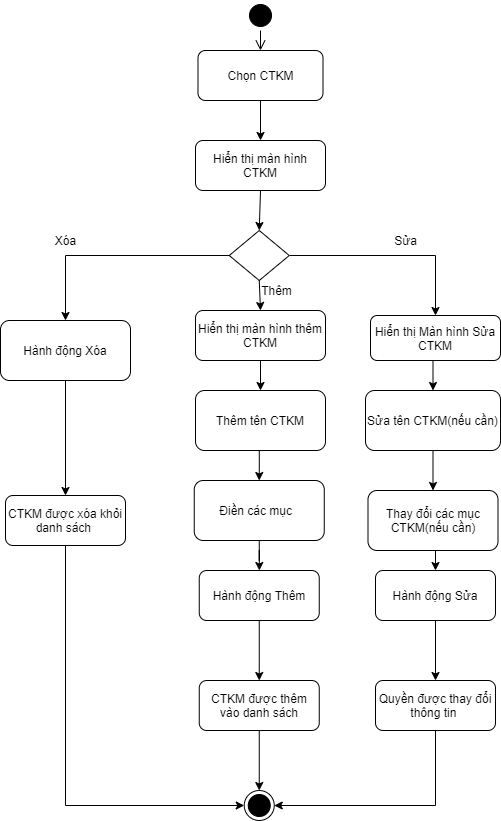 Chọn CTKM
Hiển thị màn hình
CTKM
Xóa
Sửa
Thêm
Hành động Xóa
CTKM được xóa khỏi
danh sách
Hiển thị màn hình thêm
CTKM
Thêm tên CTKM
Điền các mục
Hành động Thêm
CTKM được thêm
vào danh sách
Hiển thị Màn hình Sửa
CTKM
Sửa tên CTKM(nếu cần)
Thay đổi các mục
CTKM(nếu cần)
Hành động Sửa
Quyền được thay đổi
thông tin